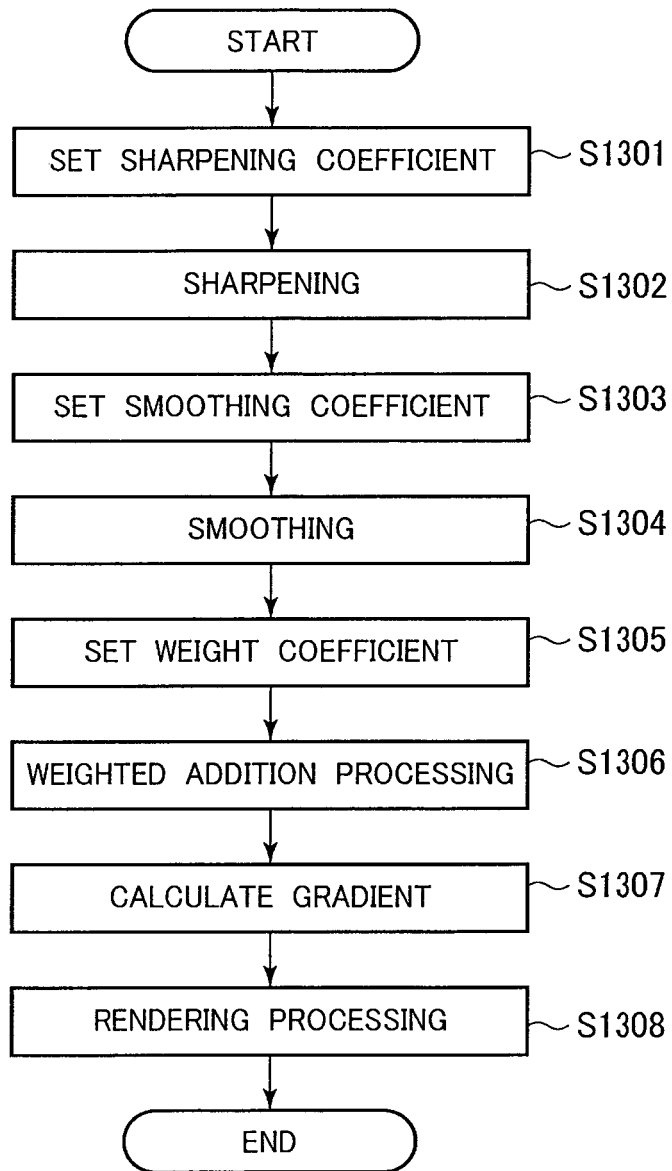 START
SET SHARPENING COEFFICIENT
S1301
SHARPENING
S1302
SET SMOOTHING COEFFICIENT
S1303
SMOOTHING
S1304
SET WEIGHT COEFFICIENT
S1305
WEIGHTED ADDITION PROCESSING
S1306
CALCULATE GRADIENT
S1307
RENDERING PROCESSING
S1308
END